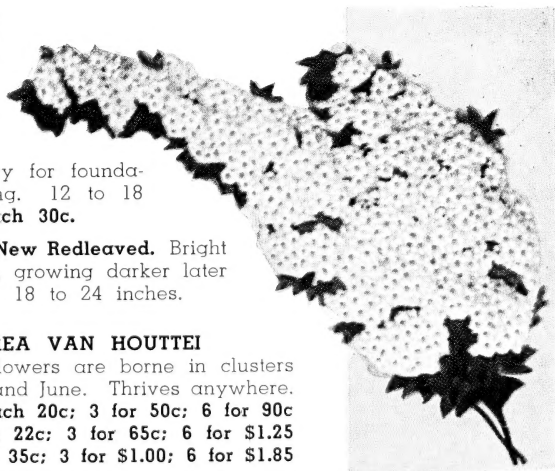 y for founda-
ng. 12 to 18
ch 30c.
New Redleaved. Bright
growing darker later
18 to 24 inches.
EA VAN HOUTTEI
lowers are borne in clusters
and June. Thrives anywhere.
ch 20c; 3 for 50c; 6 for 90c
22c; 3 for 65c; 6 for $1.25
35c; 3 for $1.00; 6 for $1.85